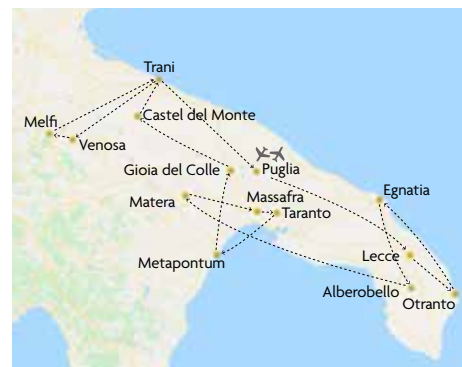 Trani
Castel del Monte
Melfi
Venosa
Gioia del Colle
Puglia
Egnatia
Matera
Massafra
Taranto
Lecce
Metapontum
Alberobello
Otranto